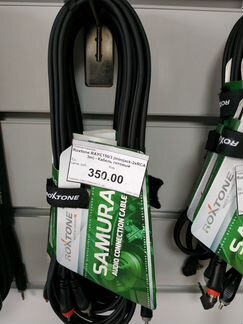 Roxtone RAYC150/3 (minijack-2xRCA
3m) - Кабель готовый
350.00
ROXTONE
SAMURAI
AUDIO CONNECTION CABLE
ROXTONE